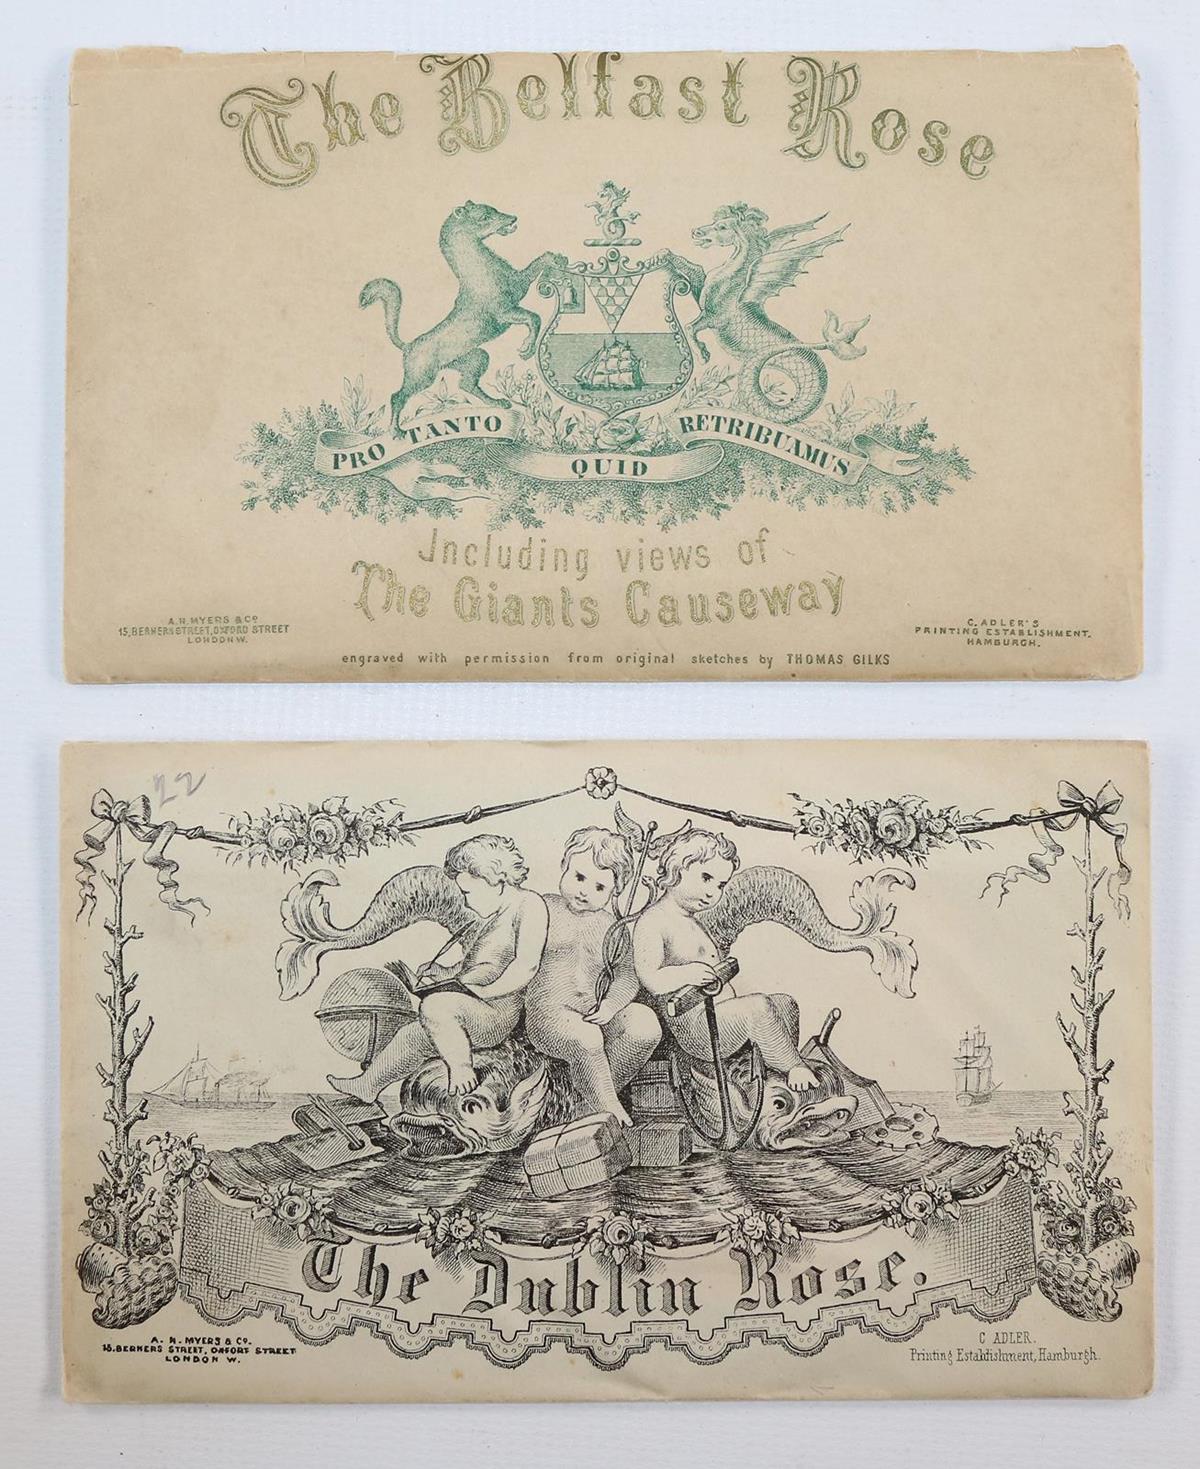 The Belfast Rose
PRO TANTO QUID RETRIBUAMUS
Including views of
The Giants Causeway
A. H. MYERS & Co
15, BERNERS STREET, OXFORD STREET
LONDON W.
C. ADLER'S
PRINTING ESTABLISHMENT.
HAMBURGH.
engraved with permission from original sketches by THOMAS GILKS
22
The Dublin Rose.
A. H. MYERS & Co.
15. BERNERS STREET, OXFORT STREET
LONDON W.
C ADLER.
Printing Establishment, Hamburgh.